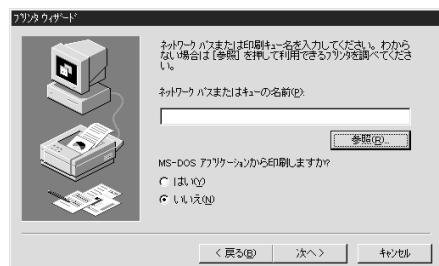 ﾌﾟﾘﾝﾀ ｳｨｻﾞｰﾄﾞ
ﾈｯﾄﾜｰｸ ﾊﾟｽまたは印刷ｷｭｰ名を入力してください。わから
ない場合は [参照] を押して利用できるﾌﾟﾘﾝﾀを調べてくださ
い。
ﾈｯﾄﾜｰｸ ﾊﾟｽまたはｷｭｰの名前(P):
参照(R)...
MS-DOS ｱﾌﾟﾘｹｰｼｮﾝから印刷しますか?
はい(Y)
いいえ(N)
< 戻る(B)
次へ >
ｷｬﾝｾﾙ